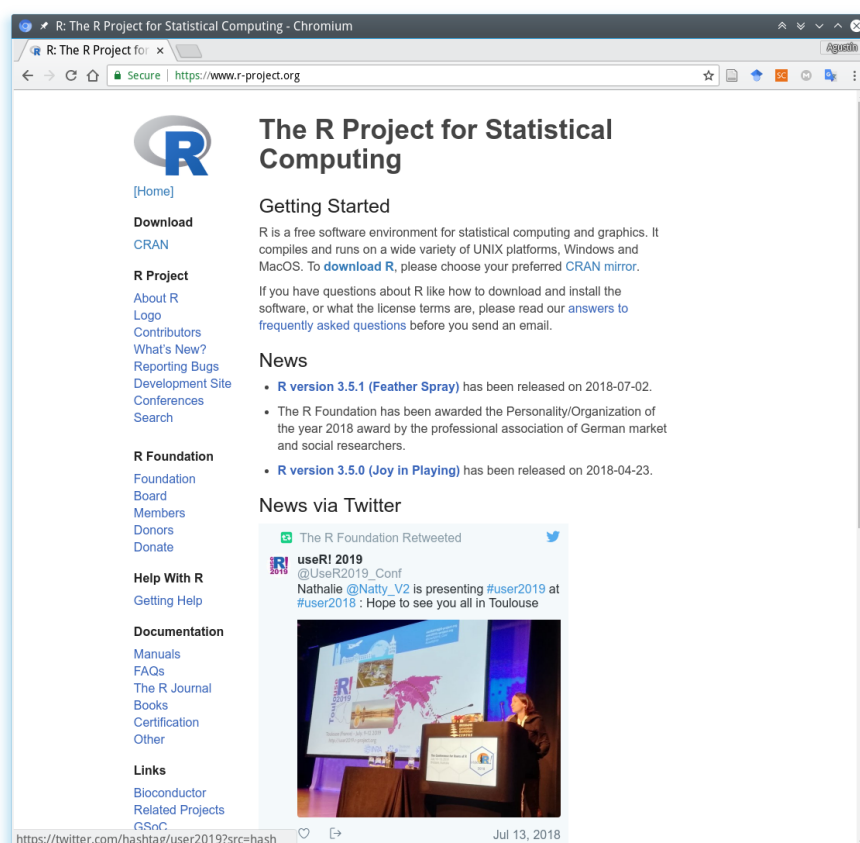 R: The R Project for Statistical Computing - Chromium
R: The R Project for
Agustín
Secure | https://www.r-project.org
SC
R
[Home]
Download
CRAN
R Project
About R
Logo
Contributors
What's New?
Reporting Bugs
Development Site
Conferences
Search
R Foundation
Foundation
Board
Members
Donors
Donate
Help With R
Getting Help
Documentation
Manuals
FAQs
The R Journal
Books
Certification
Other
Links
Bioconductor
Related Projects
GSoC
The R Project for Statistical
Computing
Getting Started
R is a free software environment for statistical computing and graphics. It
compiles and runs on a wide variety of UNIX platforms, Windows and
MacOS. To download R, please choose your preferred CRAN mirror.
If you have questions about R like how to download and install the
software, or what the license terms are, please read our answers to
frequently asked questions before you send an email.
News
• R version 3.5.1 (Feather Spray) has been released on 2018-07-02.
• The R Foundation has been awarded the Personality/Organization of
the year 2018 award by the professional association of German market
and social researchers.
• R version 3.5.0 (Joy in Playing) has been released on 2018-04-23.
News via Twitter
The R Foundation Retweeted
useR! 2019
@UseR2019_Conf
Nathalie @Natty_V2 is presenting #user2019 at
#user2018 : Hope to see you all in Toulouse
useR!
Toulouse
2019
Jul 13, 2018
https://twitter.com/hashtag/user2019?src=hash